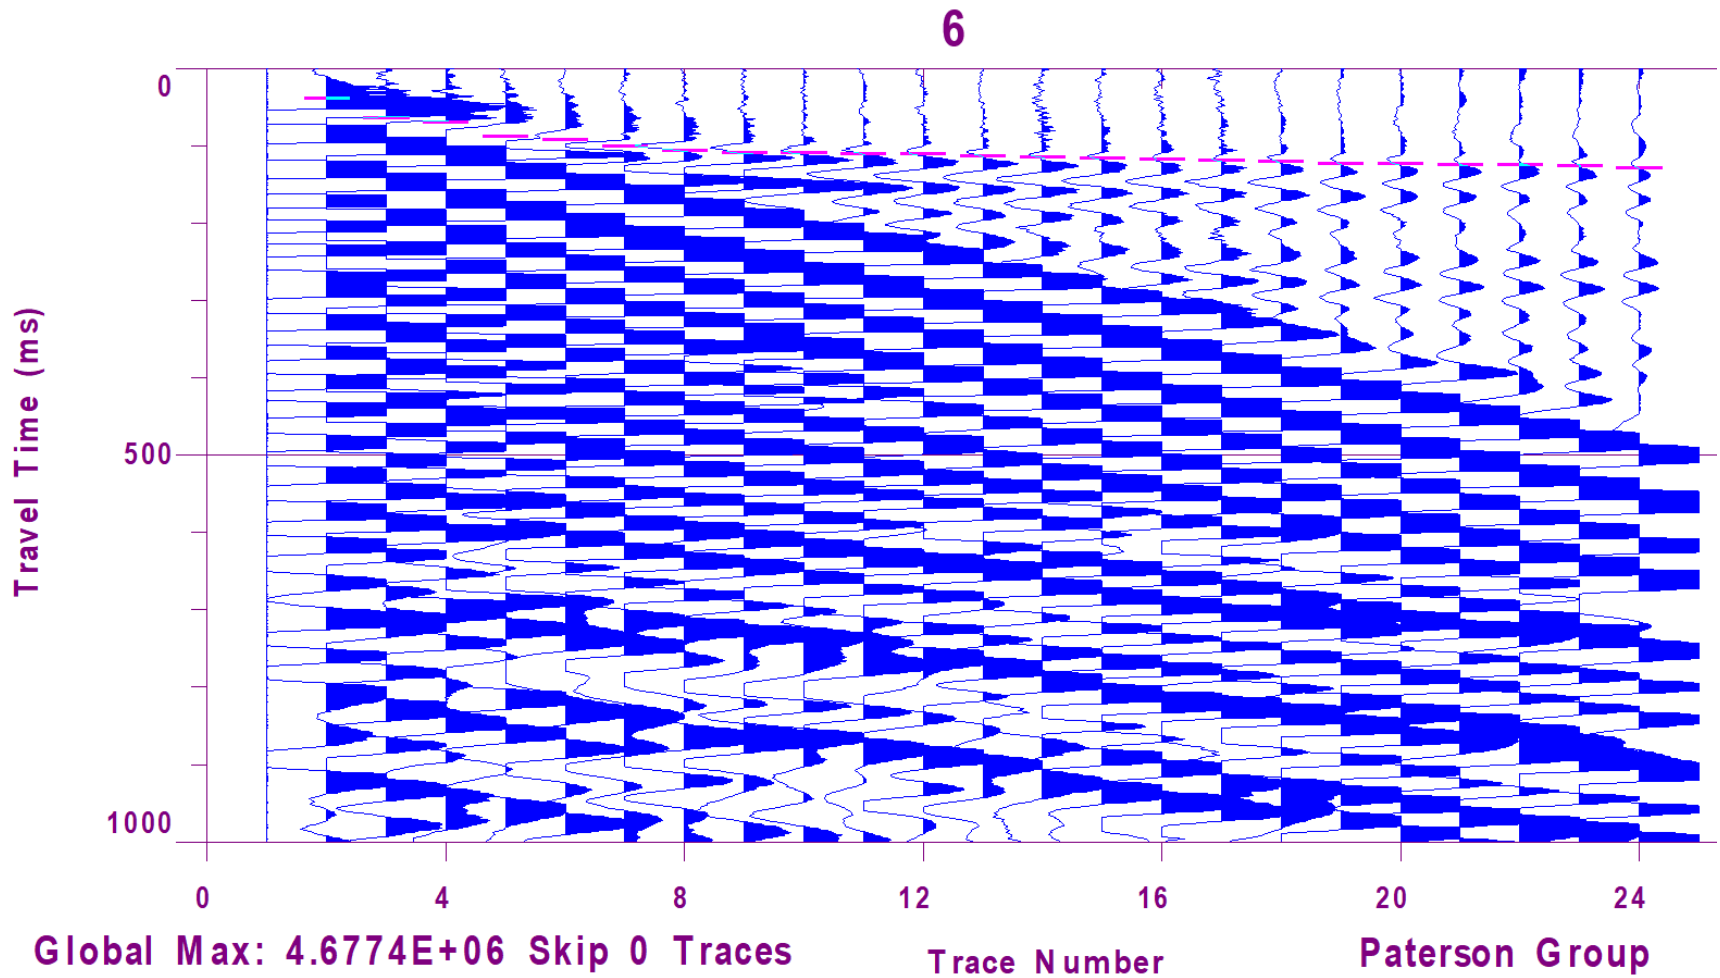 6
0
500
1000
Travel Time (ms)
0 4 8 12 16 20 24
Global Max: 4.6774E+06 Skip 0 Traces
Trace Number
Paterson Group